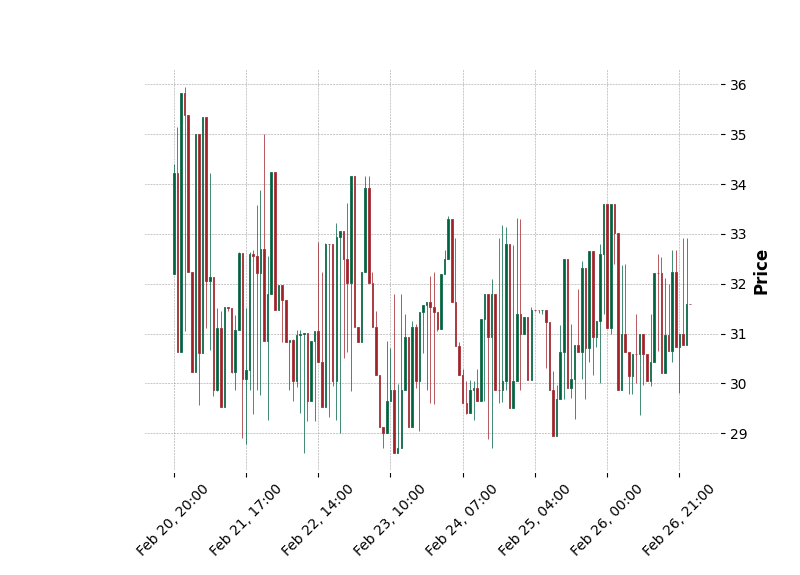 36
35
34
33
32
31
30
29
Price
Feb 20, 20:00
Feb 21, 17:00
Feb 22, 14:00
Feb 23, 10:00
Feb 24, 07:00
Feb 25, 04:00
Feb 26, 00:00
Feb 26, 21:00